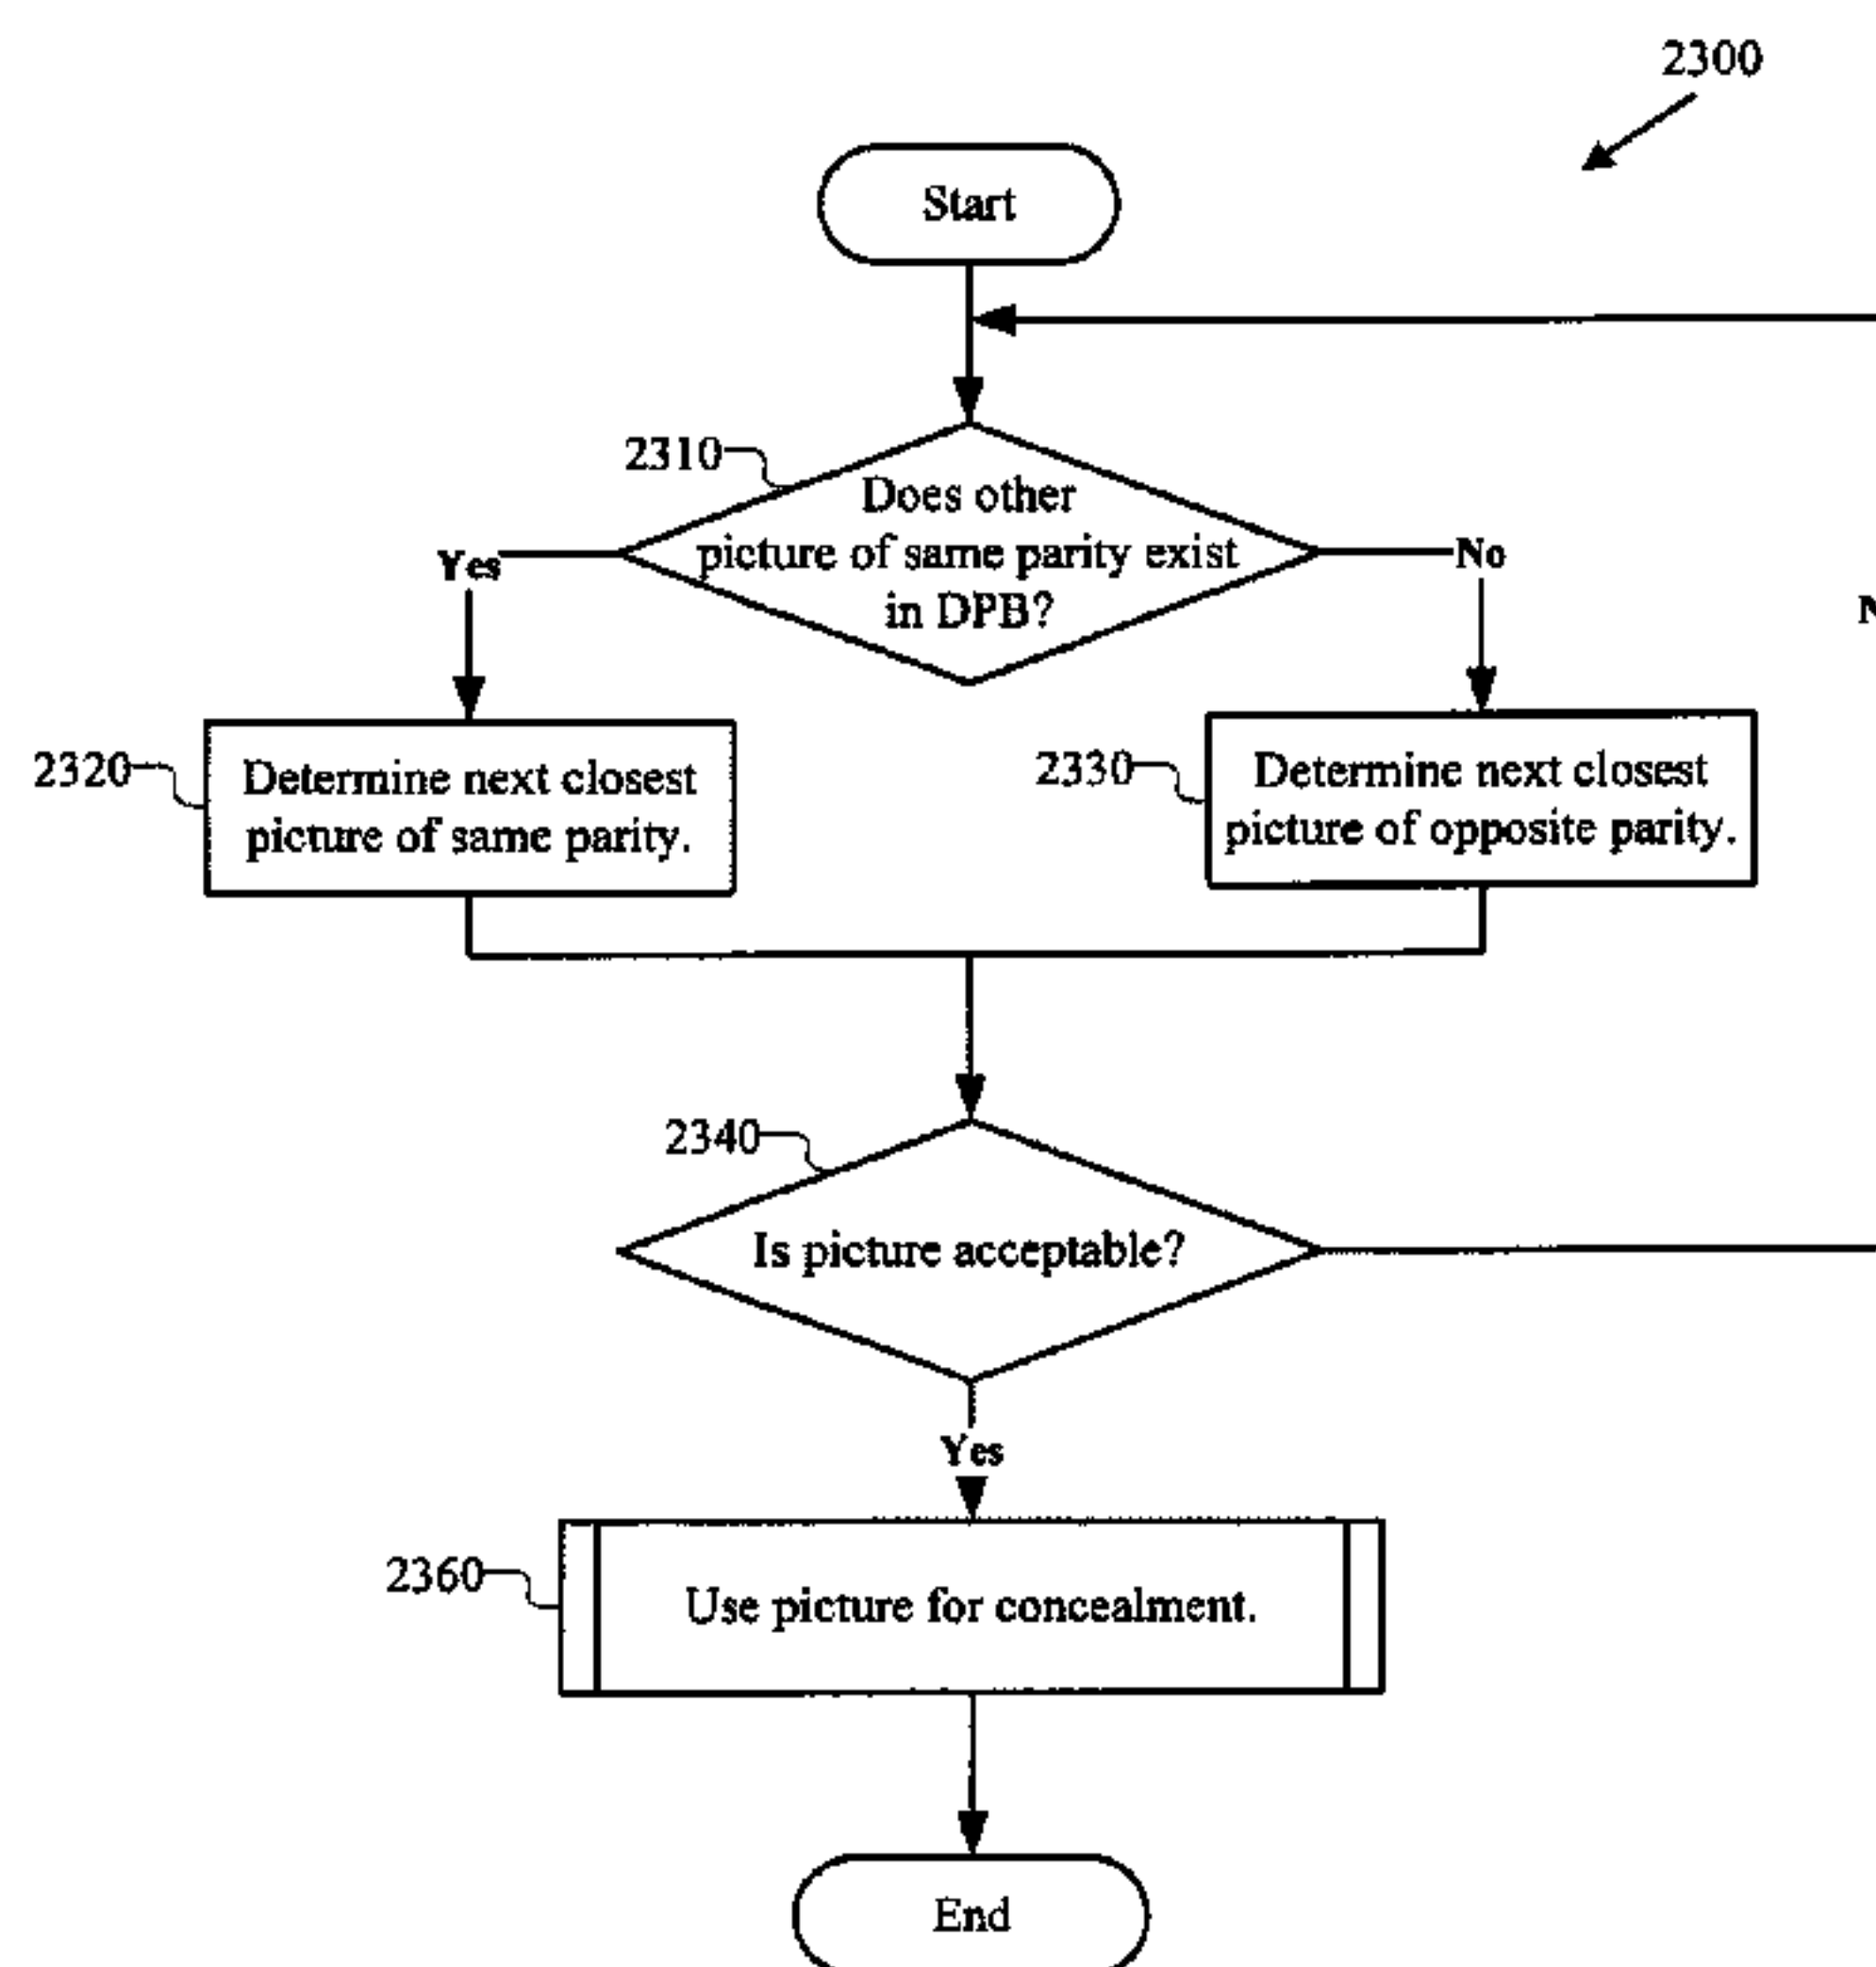 2300
Start
2310
Does other
picture of same parity exist
in DPB?
Yes
No
2320
Determine next closest
picture of same parity.
2330
Determine next closest
picture of opposite parity.
2340
Is picture acceptable?
Yes
2360
Use picture for concealment.
End